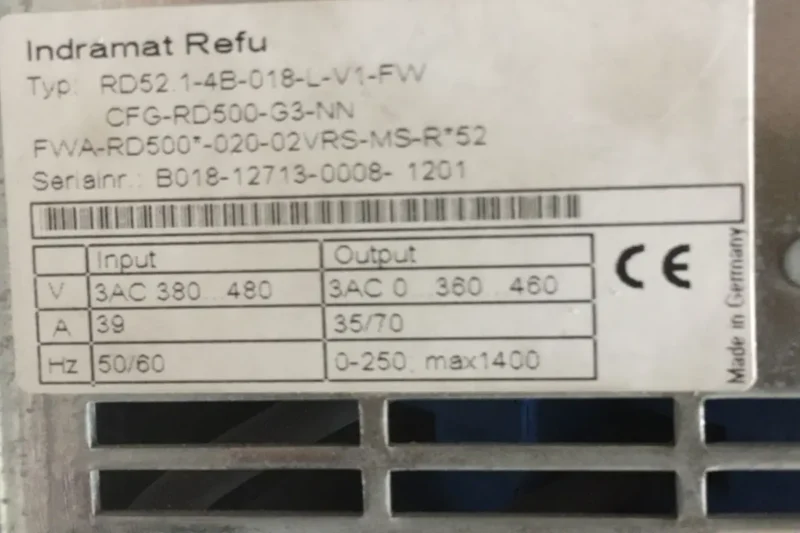 Indramat Refu
Typ: RD52.1-4B-018-L-V1-FW
CFG-RD500-G3-NN
FWA-RD500*-020-02VRS-MS-R*52
Serialnr.: B018-12713-0008- 1201
Input Output
V 3AC 380...480 3AC 0...360...460
A 39 35/70
Hz 50/60 0-250; max1400
CE
Made in Germany